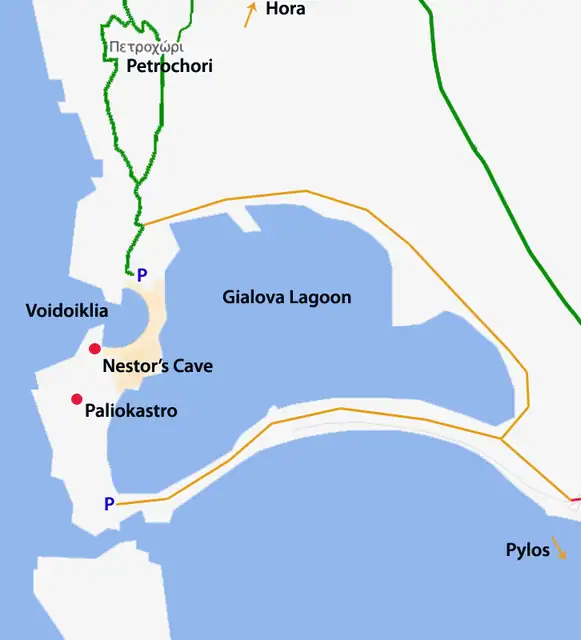 Hora
Πετροχώρι
Petrochori
P
Gialova Lagoon
Voidoiklia
Nestor's Cave
Paliokastro
P
Pylos